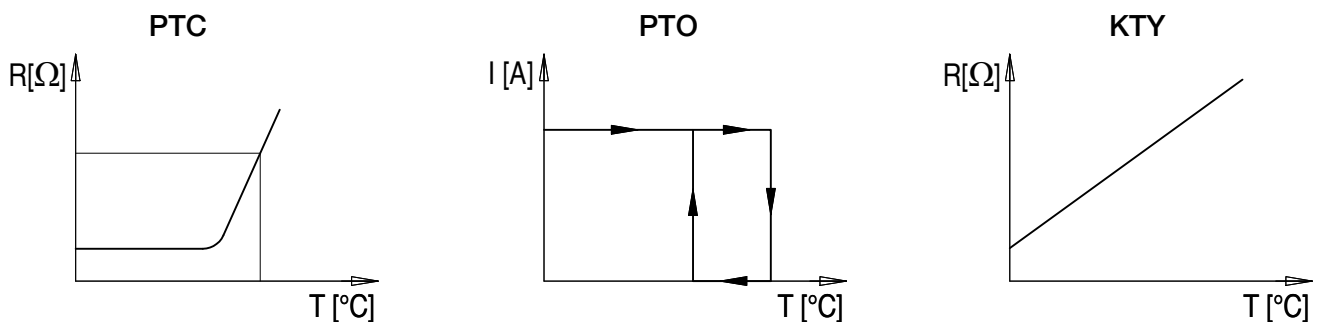 PTC
R[Ω]
T [°C]
PTO
I [A]
T [°C]
KTY
R[Ω]
T [°C]